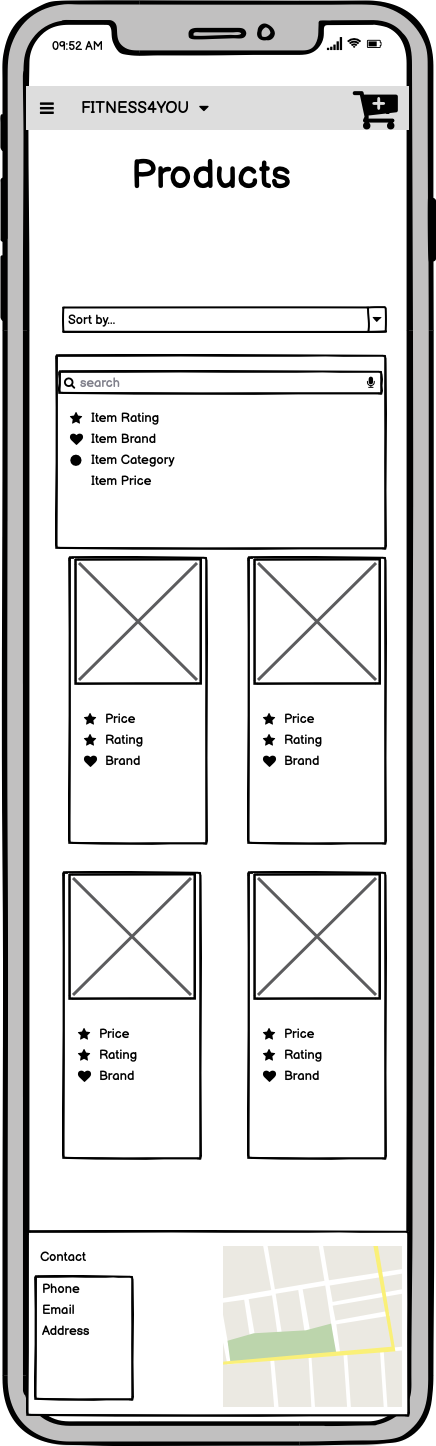 09:52 AM
FITNESS4YOU
Products
Sort by...
search
Item Rating
Item Brand
Item Category
Item Price
Price
Rating
Brand
Price
Rating
Brand
Price
Rating
Brand
Price
Rating
Brand
Contact
Phone
Email
Address